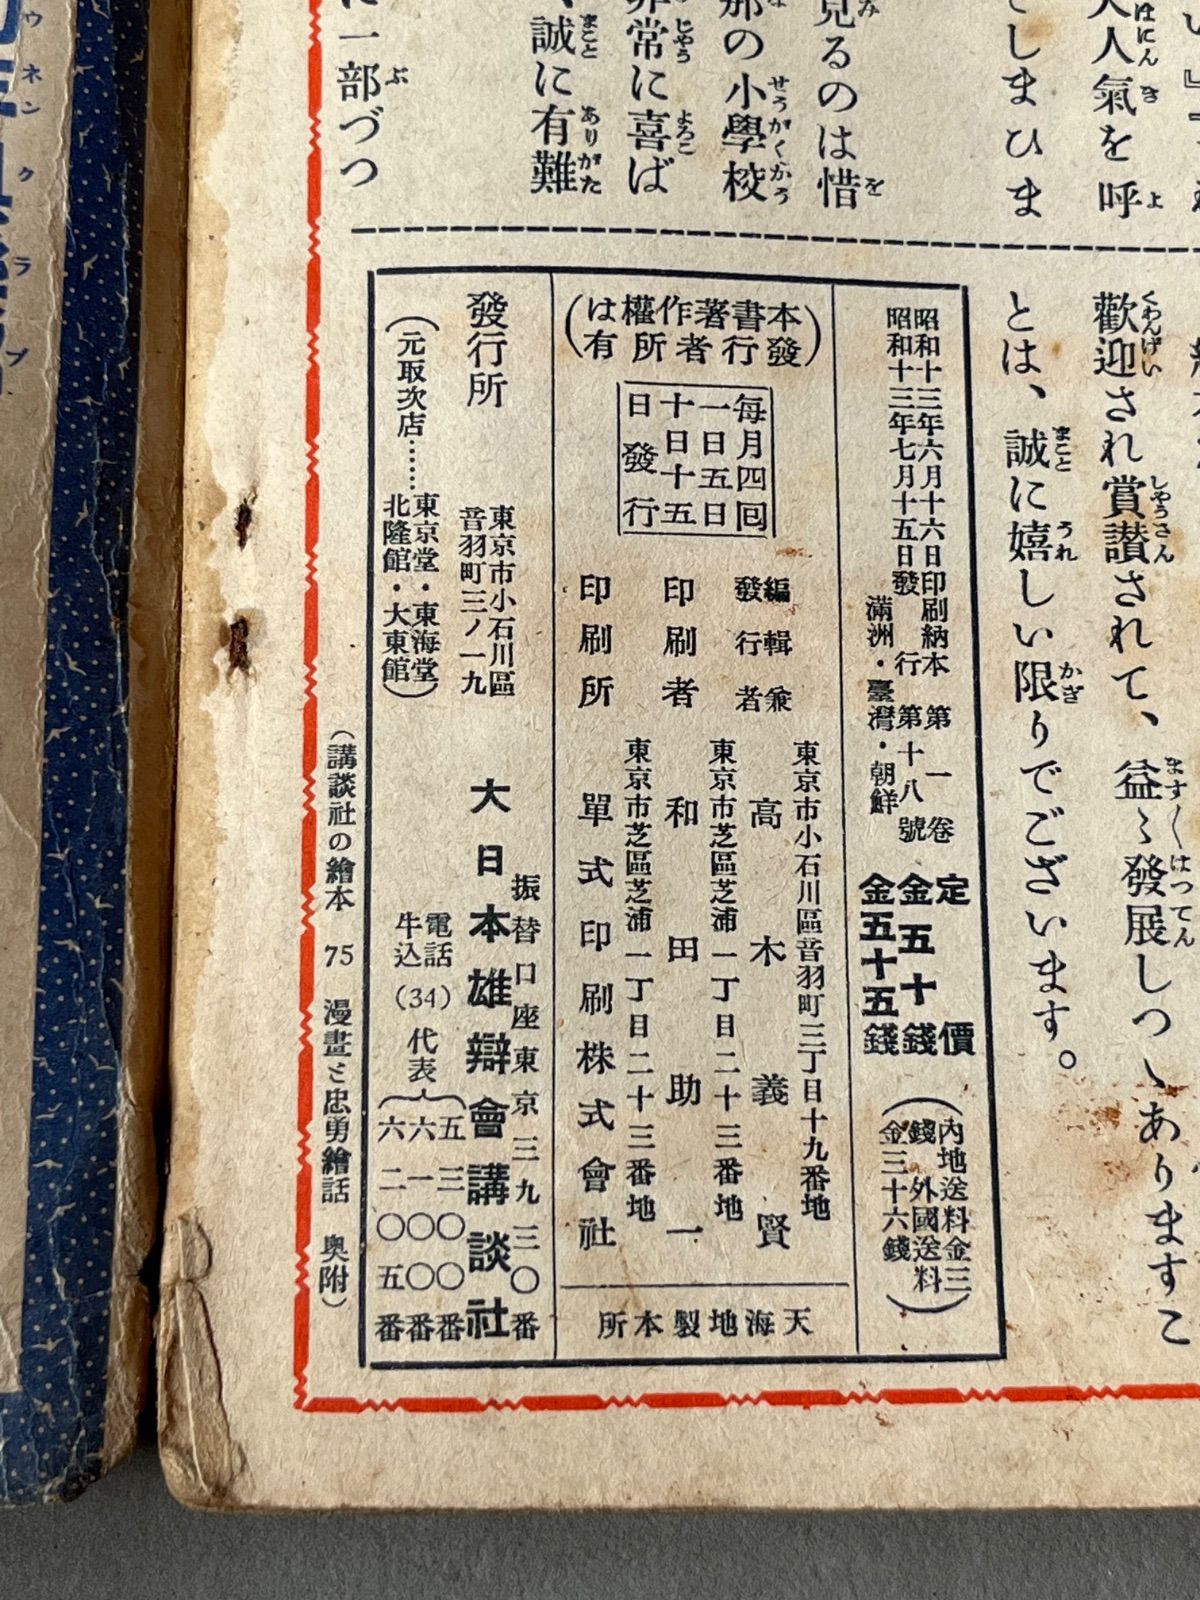 い』『
大人氣を呼
てしまひま
見るのは惜
那の小學校
非常に喜ば
、誠に有難
に一部づつ
歡迎され賞讃されて、益〻發展しつゝありますこ
とは、誠に嬉しい限りでございます。
昭和十三年六月十六日印刷納本 第一卷
昭和十三年七月十五日發行 第十八號
滿洲・臺灣・朝鮮
定價
金五十錢
金五十五錢
(内地送料金三
錢 外國送料
金三十六錢)
(本書著作權は
發行者所有)
每月四回
一日五日
十日十五
日發行
編輯兼
發行者
東京市小石川區音羽町三丁目十九番地
高木義賢
印刷者
東京市芝區芝浦一丁目二十三番地
和田助一
印刷所
東京市芝區芝浦一丁目二十三番地
單式印刷株式會社
天海地製本所
發行所
東京市小石川區
音羽町三ノ一九
大日本雄辯會講談社
振替口座東京三九三〇番
電話
牛込(34)代表
五三〇〇番
六一〇〇番
六二〇五番
(元取次店……東京堂・東海堂
北隆館・大東館)
(講談社の繪本 75 漫畫と忠勇繪話 奥附)
ウネンクラブ